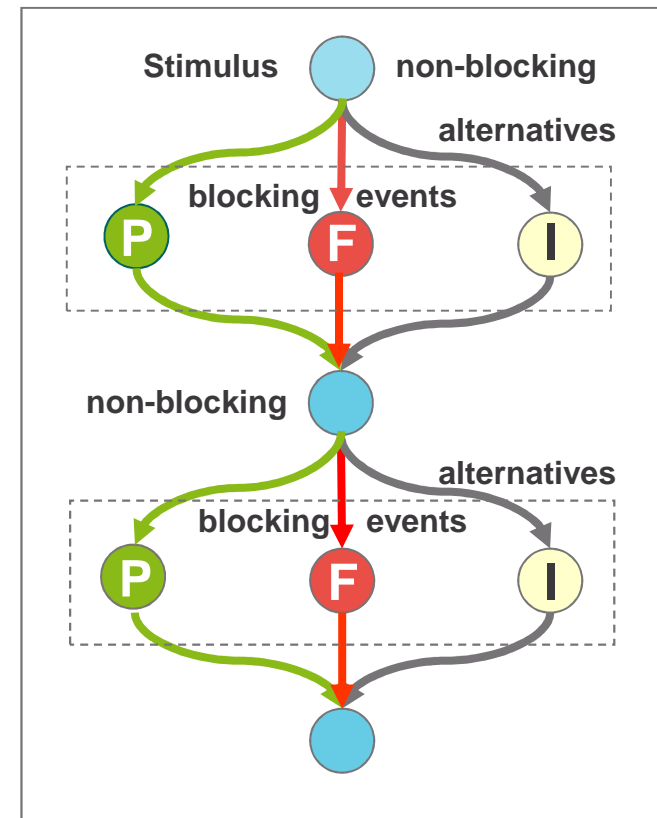 Stimulus non-blocking
alternatives
blocking events
P F I
non-blocking
alternatives
blocking events
P F I